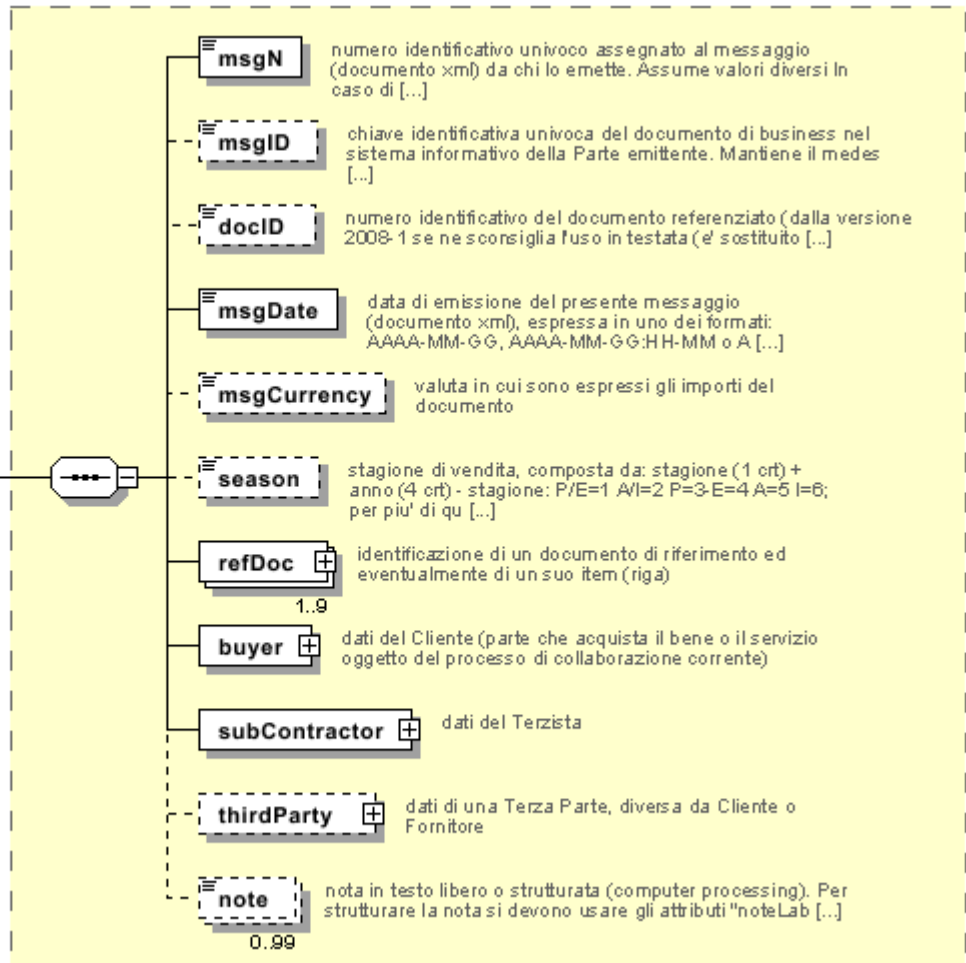 msgN
numero identificativo univoco assegnato al messaggio
(documento xml) da chi lo emette. Assume valori diversi In
caso di [...]
msgID
chiave identificativa univoca del documento di business nel
sistema informativo della Parte emittente. Mantiene il medes
[...]
docID
numero identificativo del documento referenziato (dalla versione
2008-1 se ne sconsiglia l'uso in testata (e' sostituito [...]
msgDate
data di emissione del presente messaggio
(documento xml), espressa in uno dei formati:
AAAA-MM-GG, AAAA-MM-GG:HH-MM o A [...]
msgCurrency
valuta in cui sono espressi gli importi del
documento
season
stagione di vendita, composta da: stagione (1 crt) +
anno (4 crt) - stagione: P/E=1 A/I=2 P=3-E=4 A=5 I=6;
per piu' di qu [...]
refDoc
identificazione di un documento di riferimento ed
eventualmente di un suo item (riga)
1..9
buyer
dati del Cliente (parte che acquista il bene o il servizio
oggetto del processo di collaborazione corrente)
subContractor
dati del Terzista
thirdParty
dati di una Terza Parte, diversa da Cliente o
Fornitore
note
nota in testo libero o strutturata (computer processing). Per
strutturare la nota si devono usare gli attributi "noteLab [...]
0..99